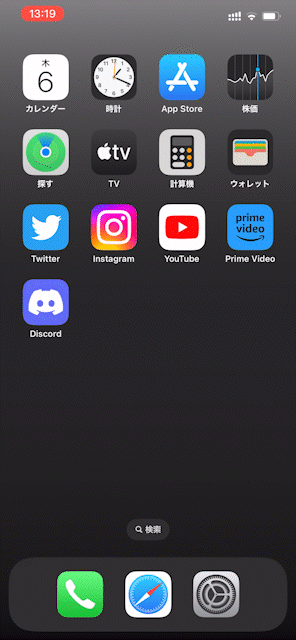 13:19
木
6
カレンダー
時計
App Store
株価
探す
tv
TV
計算機
ウォレット
Twitter
Instagram
YouTube
prime video
Prime Video
Discord
検索